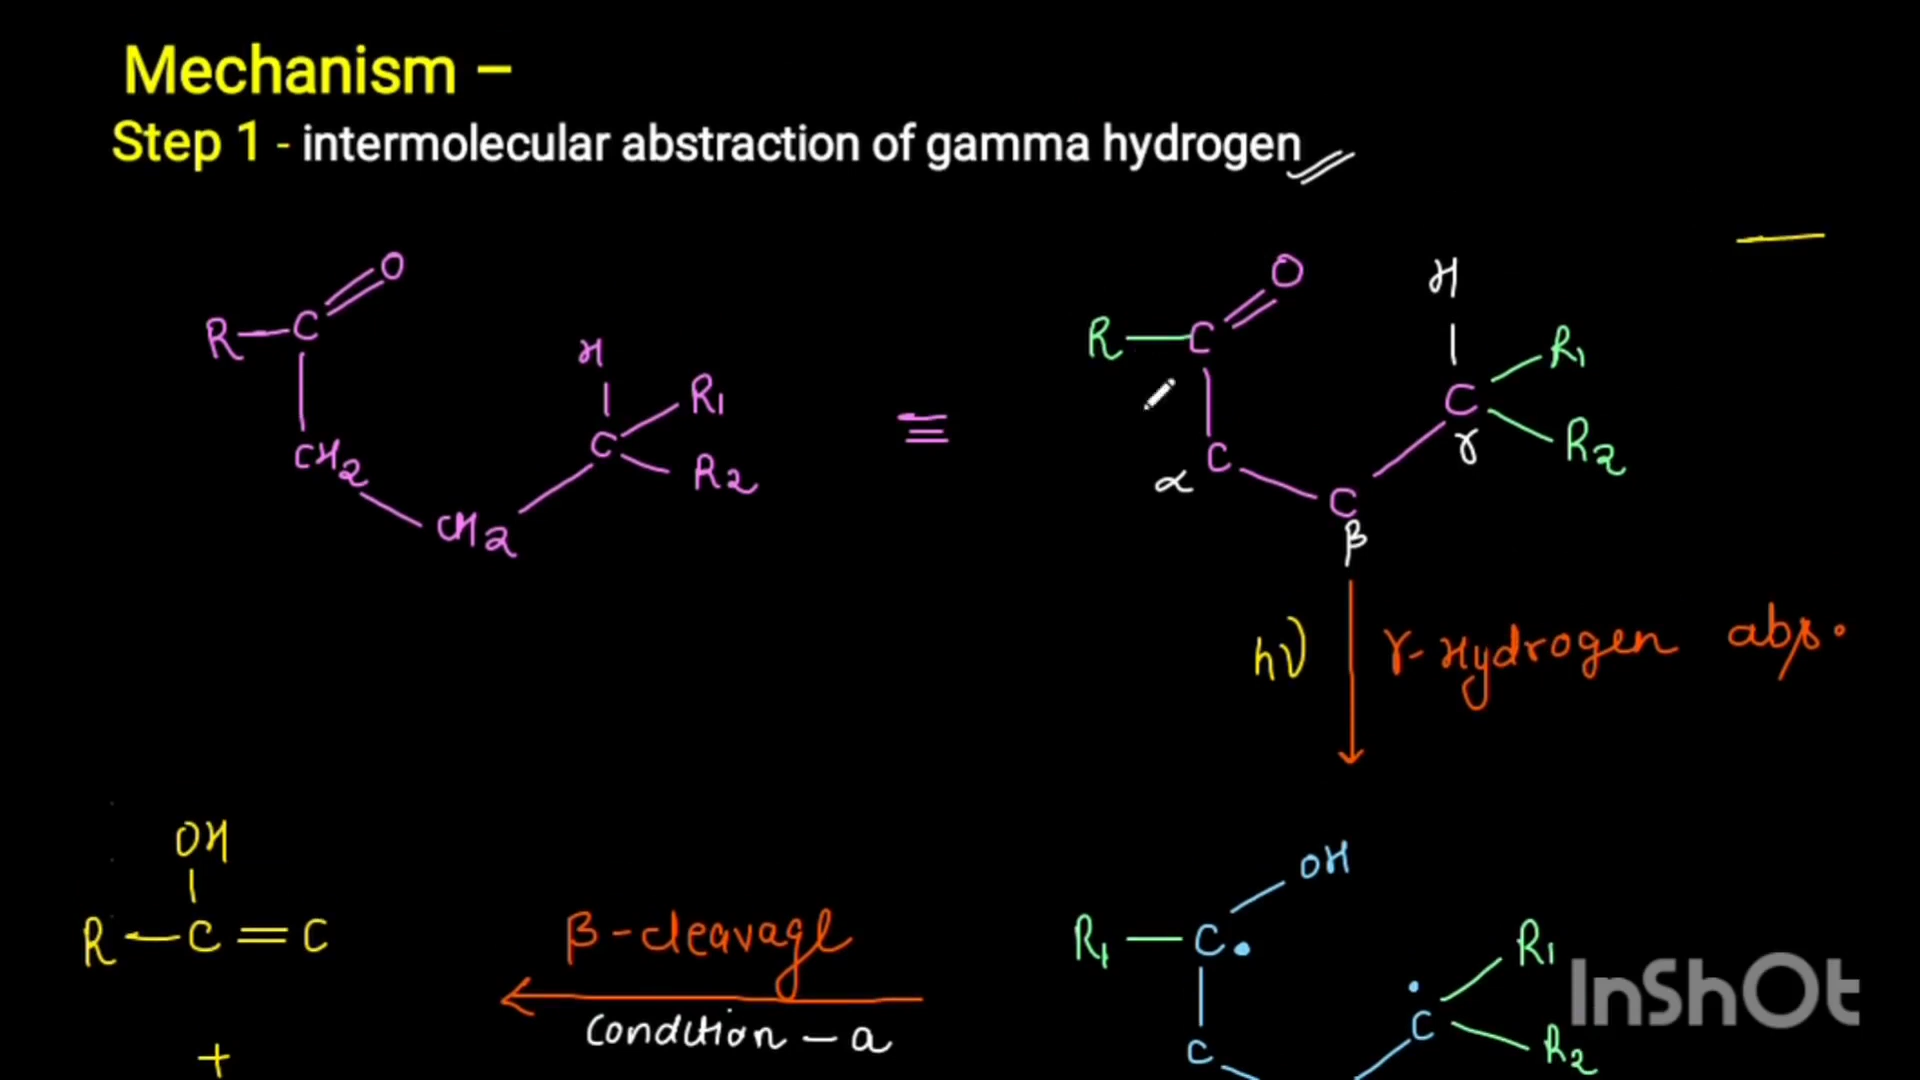 Mechanism –
Step 1 - intermolecular abstraction of gamma hydrogen
O
R C
H
R1
C
CH2
R2
CH2
≡
O
H
R C
R1
C
γ
R2
C
α
C
β
hν γ-Hydrogen abs.
OH
R-C=C
+
β-cleavage
Condition - a
OH
R1-C•
C
•
C
R1
R2
InShOt